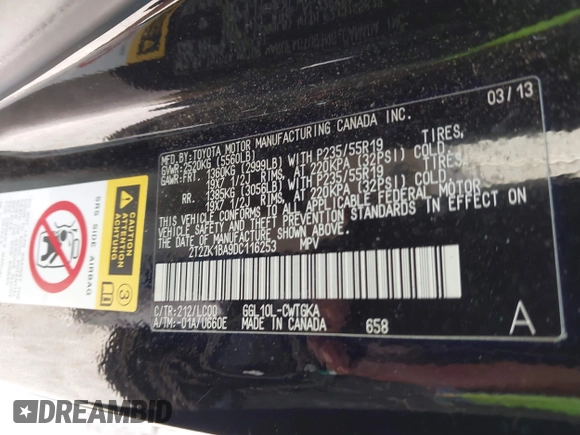 03/13
MFD.BY:TOYOTA MOTOR MANUFACTURING CANADA INC.
GVWR:2520KG (5560LB)
GAWR:FRT 1360KG (2999LB) WITH P235/55R19 TIRES,
19X7 1/2J RIMS, AT 220KPA (32PSI) COLD.
RR. 1385KG (3056LB) WITH P235/55R19 TIRES,
19X7 1/2J RIMS, AT 220KPA (32PSI) COLD.
THIS VEHICLE CONFORMS TO ALL APPLICABLE FEDERAL MOTOR
VEHICLE SAFETY AND THEFT PREVENTION STANDARDS IN EFFECT ON
THE DATE OF MANUFACTURE SHOWN ABOVE.
2T2ZK1BA9DC116253 MPV
C/TR:212/LC00 GGL10L-CWTGKA
A/TM:-01A/U660E MADE IN CANADA 658
A
SRS SIDE AIRBAG
CAUTION
ATTENTION
ACHTUNG
3
DREAMBID